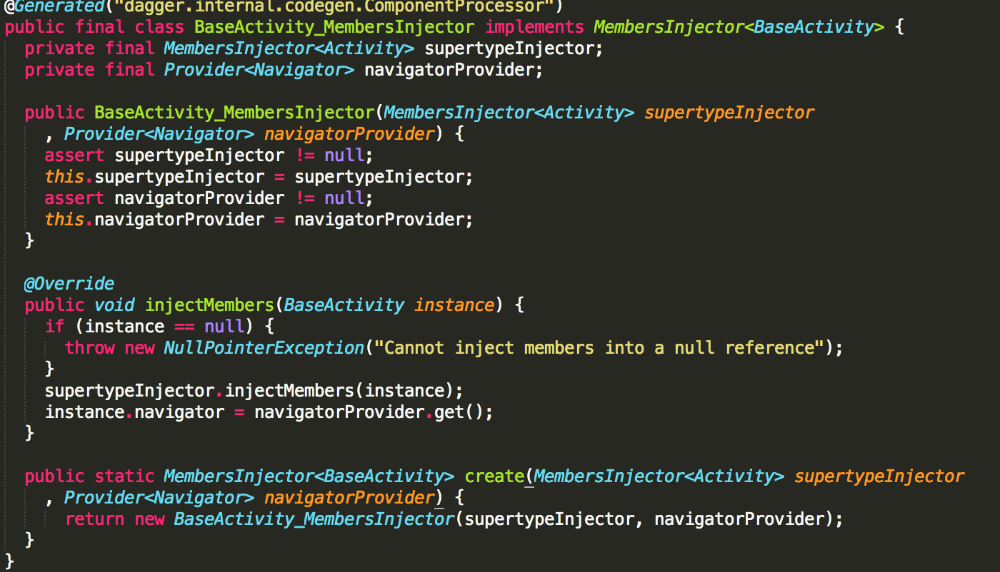 @Generated("dagger.internal.codegen.ComponentProcessor")
public final class BaseActivity_MembersInjector implements MembersInjector<BaseActivity> {
  private final MembersInjector<Activity> supertypeInjector;
  private final Provider<Navigator> navigatorProvider;

  public BaseActivity_MembersInjector(MembersInjector<Activity> supertypeInjector
    , Provider<Navigator> navigatorProvider) {
    assert supertypeInjector != null;
    this.supertypeInjector = supertypeInjector;
    assert navigatorProvider != null;
    this.navigatorProvider = navigatorProvider;
  }

  @Override
  public void injectMembers(BaseActivity instance) {
    if (instance == null) {
      throw new NullPointerException("Cannot inject members into a null reference");
    }
    supertypeInjector.injectMembers(instance);
    instance.navigator = navigatorProvider.get();
  }

  public static MembersInjector<BaseActivity> create(MembersInjector<Activity> supertypeInjector
    , Provider<Navigator> navigatorProvider) {
      return new BaseActivity_MembersInjector(supertypeInjector, navigatorProvider);
  }
}